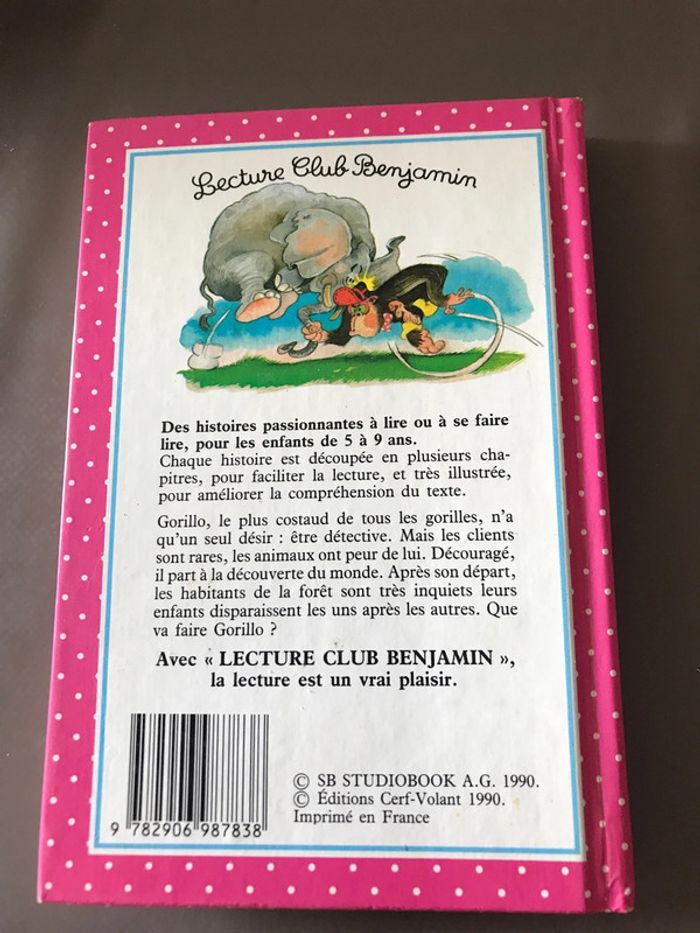 Lecture Club Benjamin
Des histoires passionnantes à lire ou à se faire
lire, pour les enfants de 5 à 9 ans.
Chaque histoire est découpée en plusieurs cha-
pitres, pour faciliter la lecture, et très illustrée,
pour améliorer la compréhension du texte.
Gorillo, le plus costaud de tous les gorilles, n'a
qu'un seul désir : être détective. Mais les clients
sont rares, les animaux ont peur de lui. Découragé,
il part à la découverte du monde. Après son départ,
les habitants de la forêt sont très inquiets leurs
enfants disparaissent les uns après les autres. Que
va faire Gorillo ?
Avec « LECTURE CLUB BENJAMIN »,
la lecture est un vrai plaisir.
© SB STUDIOBOOK A.G. 1990.
© Éditions Cerf-Volant 1990.
Imprimé en France
9 782906 987838